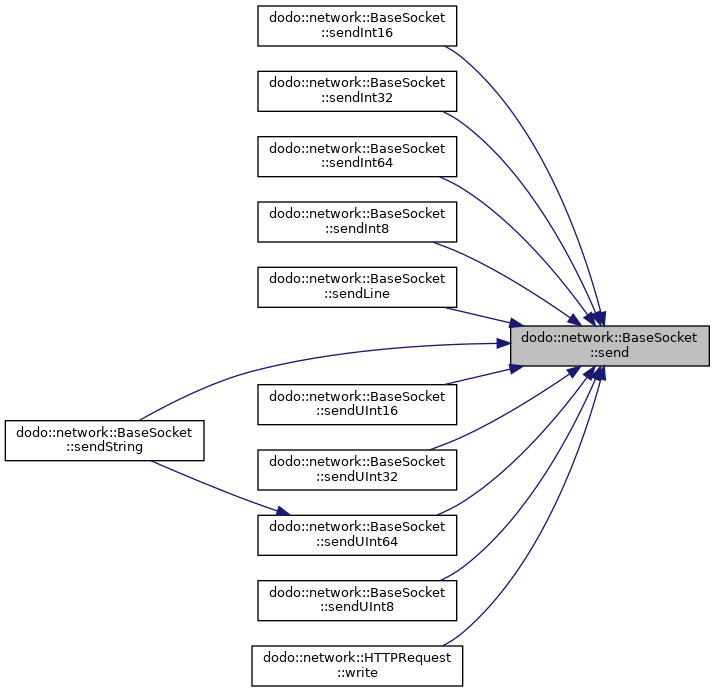 dodo::network::BaseSocket
::sendInt16
dodo::network::BaseSocket
::sendInt32
dodo::network::BaseSocket
::sendInt64
dodo::network::BaseSocket
::sendInt8
dodo::network::BaseSocket
::sendLine
dodo::network::BaseSocket
::send
dodo::network::BaseSocket
::sendUInt16
dodo::network::BaseSocket
::sendString
dodo::network::BaseSocket
::sendUInt32
dodo::network::BaseSocket
::sendUInt64
dodo::network::BaseSocket
::sendUInt8
dodo::network::HTTPRequest
::write